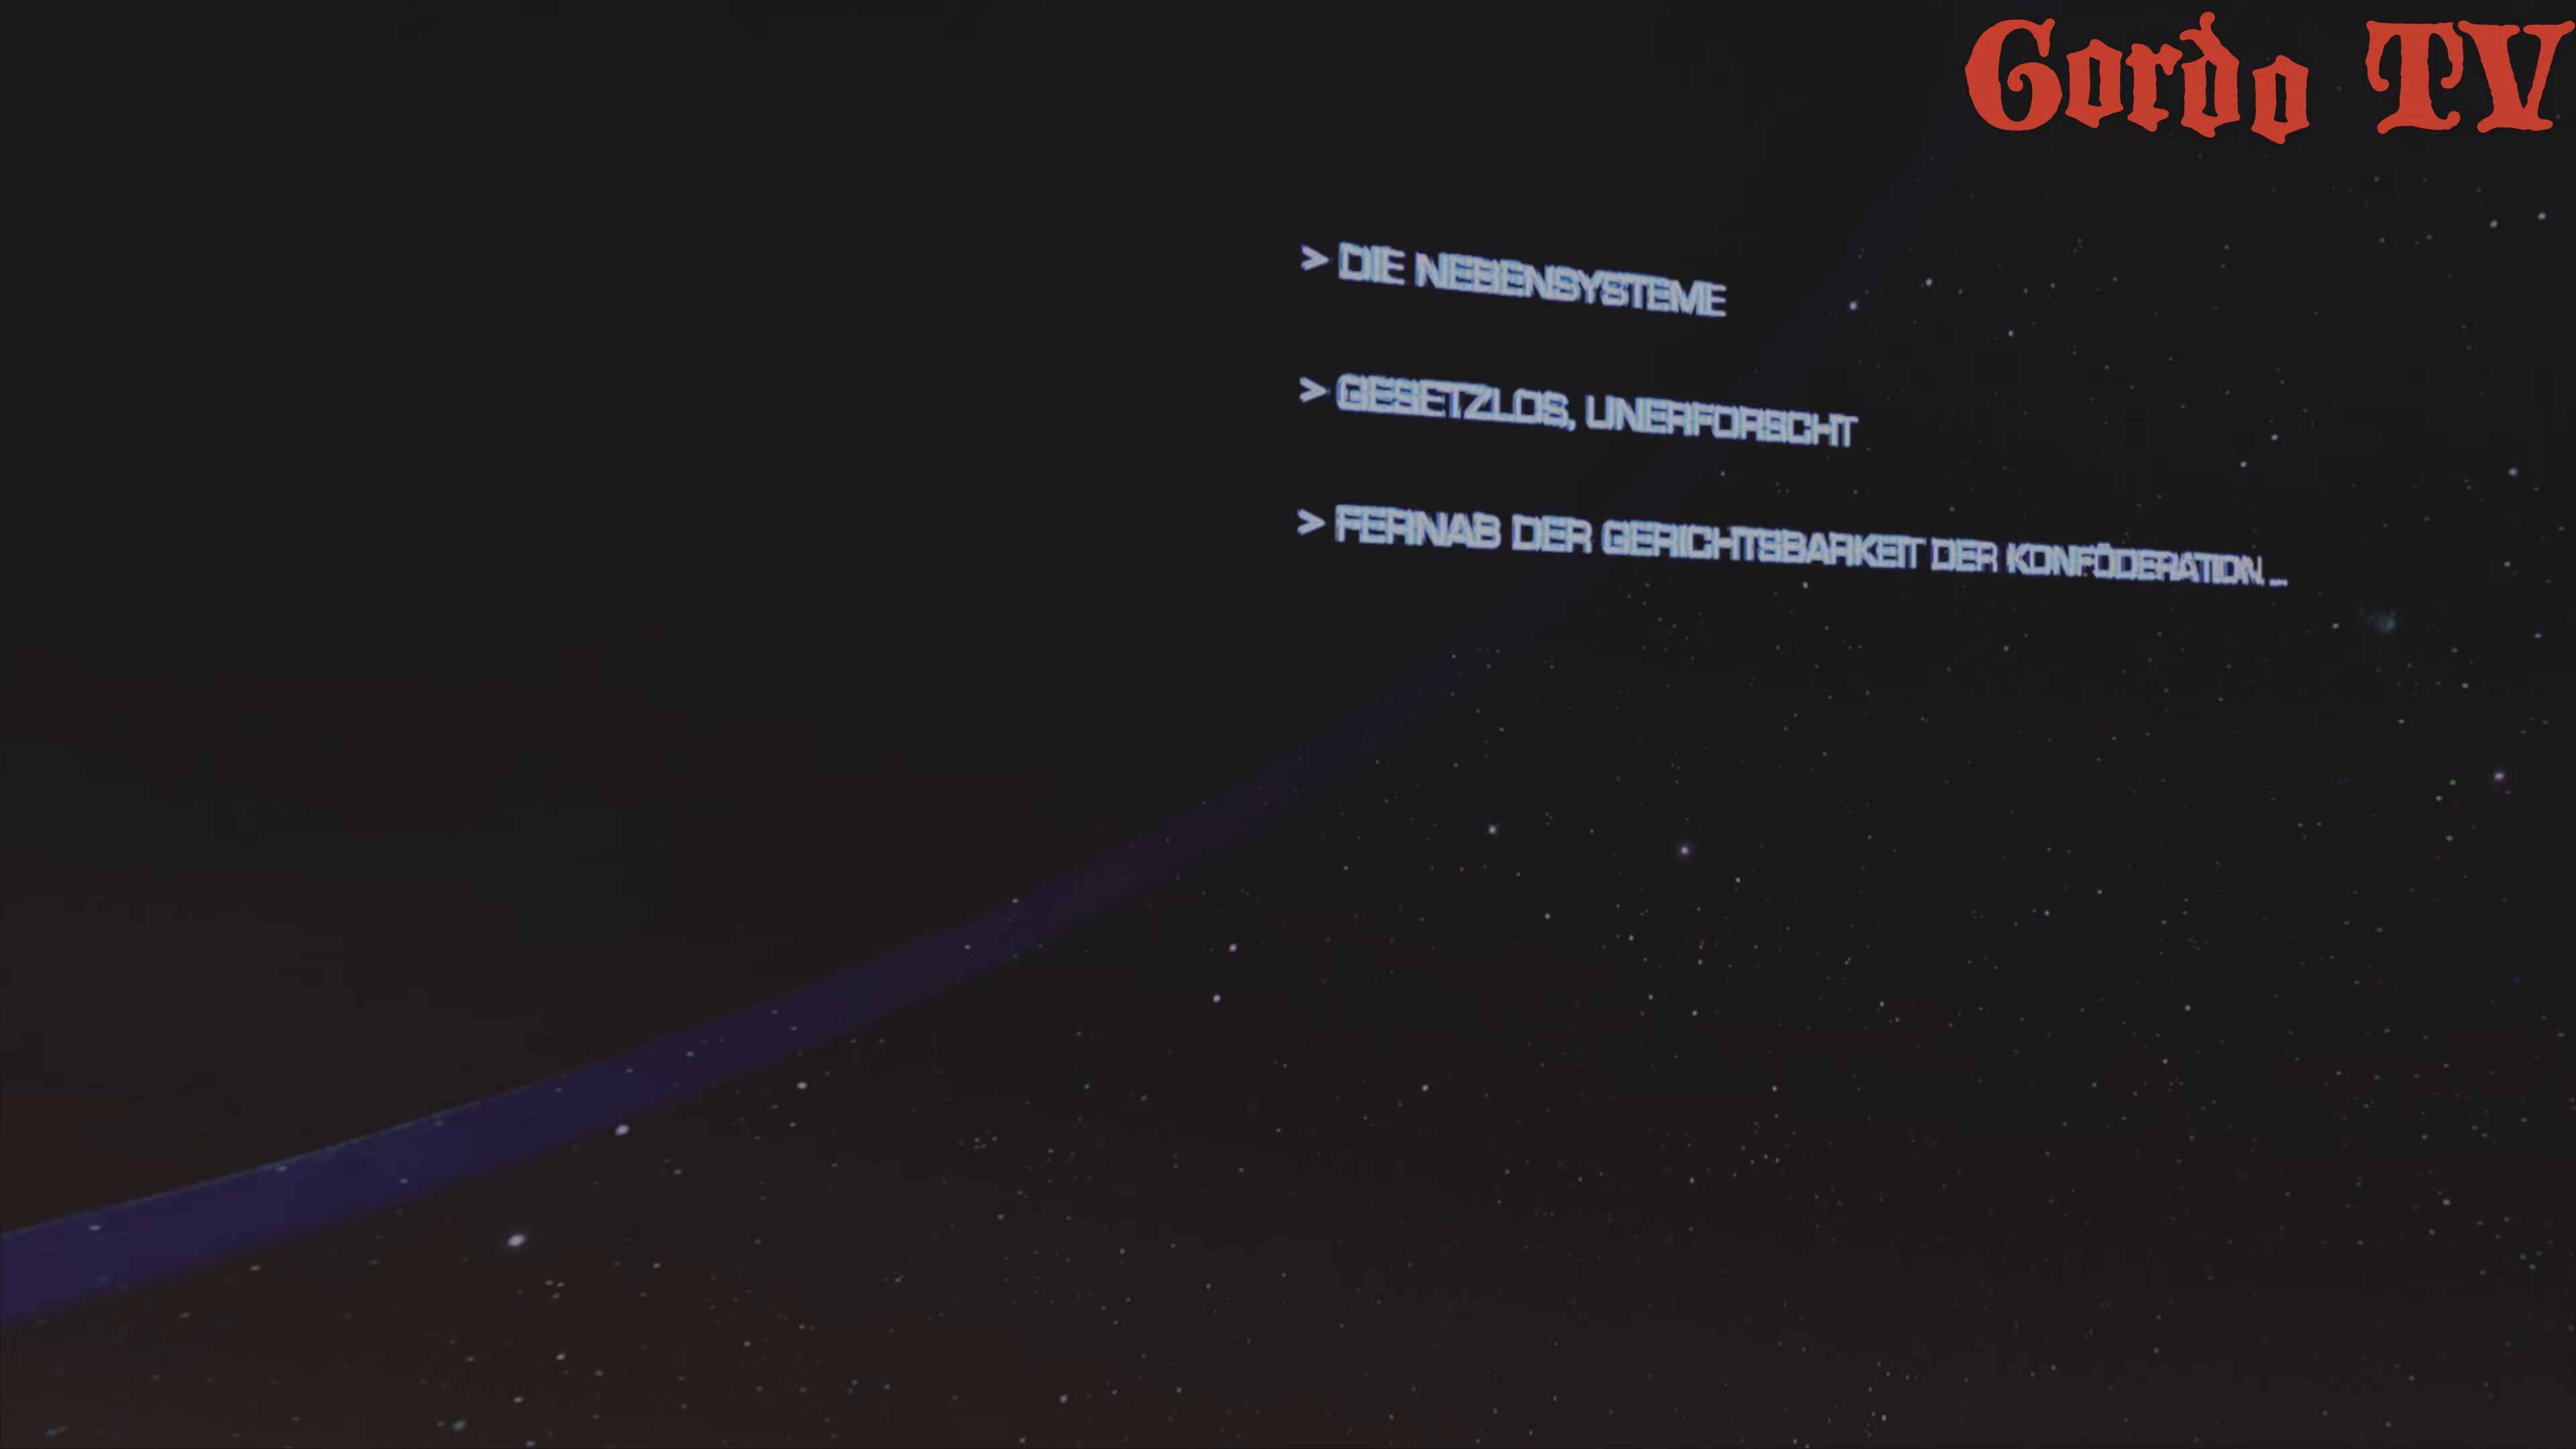 Gordo TV
> DIE NEBENSYSTEME
> GESETZLOS, UNERFORSCHT
> FERNAB DER GERICHTSBARKEIT DER KONFÖDERATION...